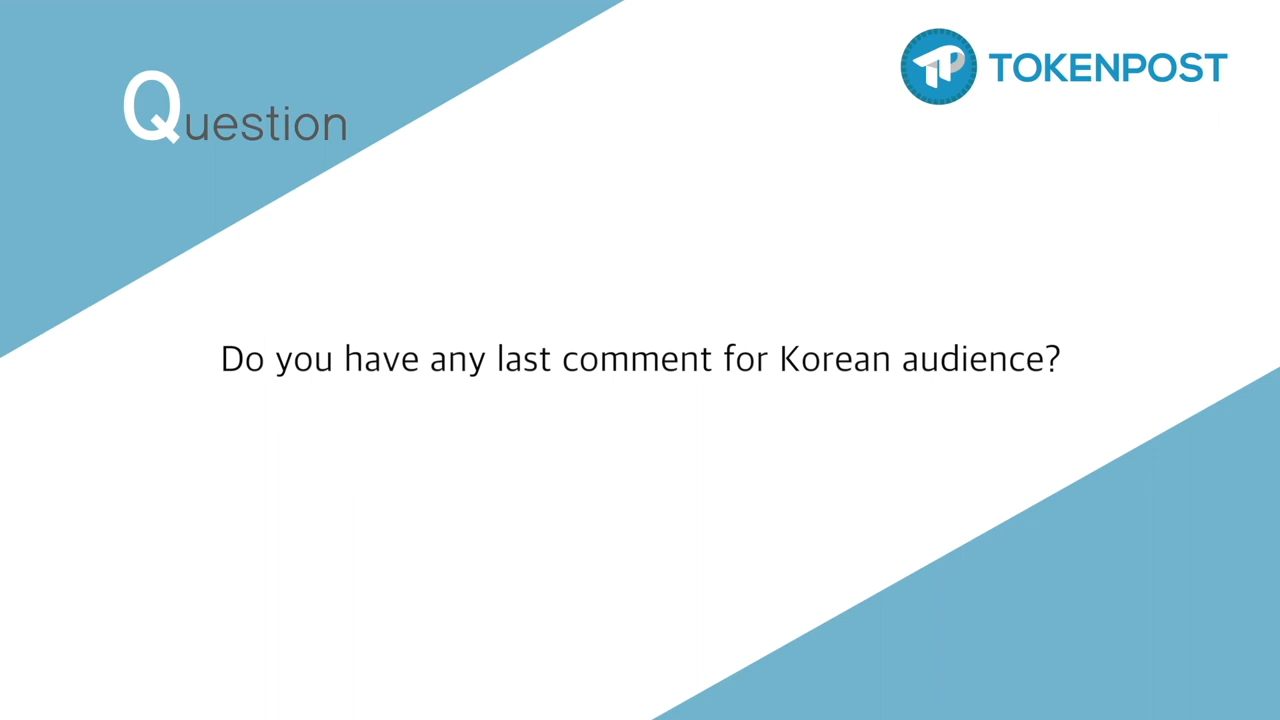 Question
TOKENPOST
Do you have any last comment for Korean audience?